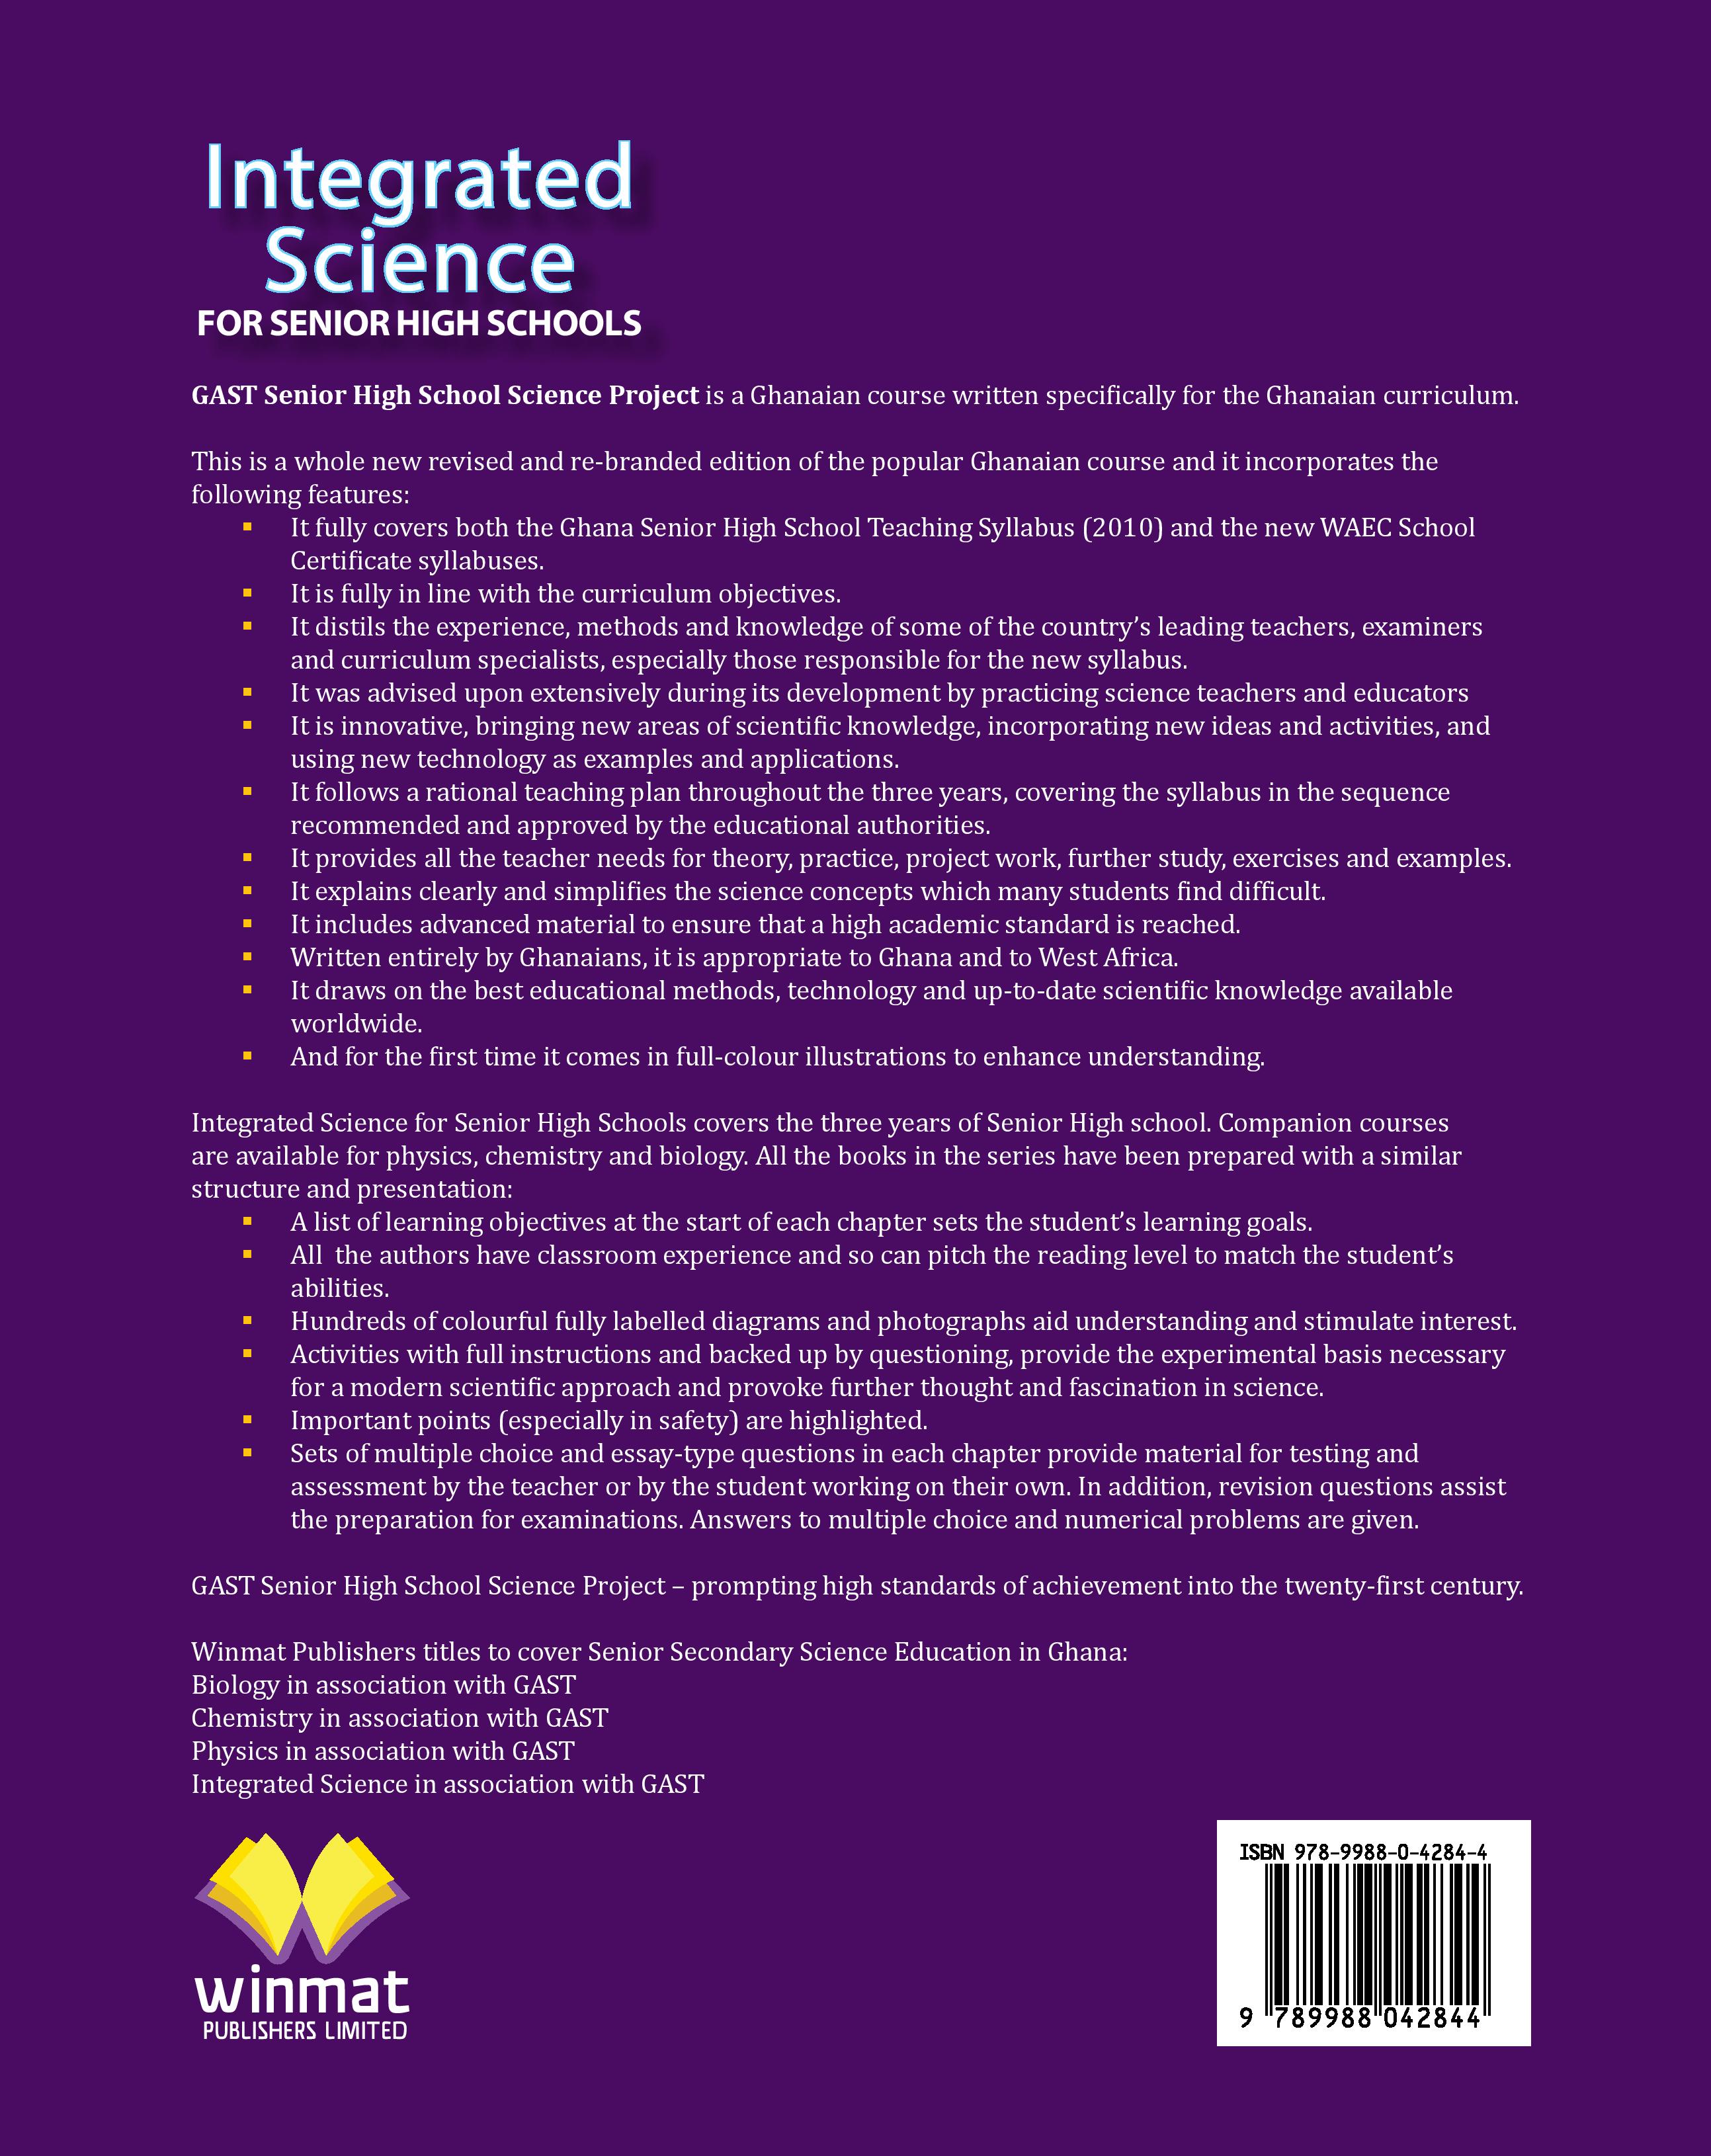 Integrated
Science
FOR SENIOR HIGH SCHOOLS
GAST Senior High School Science Project is a Ghanaian course written specifically for the Ghanaian curriculum.
This is a whole new revised and re-branded edition of the popular Ghanaian course and it incorporates the
following features:
▪ It fully covers both the Ghana Senior High School Teaching Syllabus (2010) and the new WAEC School
Certificate syllabuses.
▪ It is fully in line with the curriculum objectives.
▪ It distils the experience, methods and knowledge of some of the country’s leading teachers, examiners
and curriculum specialists, especially those responsible for the new syllabus.
▪ It was advised upon extensively during its development by practicing science teachers and educators
▪ It is innovative, bringing new areas of scientific knowledge, incorporating new ideas and activities, and
using new technology as examples and applications.
▪ It follows a rational teaching plan throughout the three years, covering the syllabus in the sequence
recommended and approved by the educational authorities.
▪ It provides all the teacher needs for theory, practice, project work, further study, exercises and examples.
▪ It explains clearly and simplifies the science concepts which many students find difficult.
▪ It includes advanced material to ensure that a high academic standard is reached.
▪ Written entirely by Ghanaians, it is appropriate to Ghana and to West Africa.
▪ It draws on the best educational methods, technology and up-to-date scientific knowledge available
worldwide.
▪ And for the first time it comes in full-colour illustrations to enhance understanding.
Integrated Science for Senior High Schools covers the three years of Senior High school. Companion courses
are available for physics, chemistry and biology. All the books in the series have been prepared with a similar
structure and presentation:
▪ A list of learning objectives at the start of each chapter sets the student’s learning goals.
▪ All the authors have classroom experience and so can pitch the reading level to match the student’s
abilities.
▪ Hundreds of colourful fully labelled diagrams and photographs aid understanding and stimulate interest.
▪ Activities with full instructions and backed up by questioning, provide the experimental basis necessary
for a modern scientific approach and provoke further thought and fascination in science.
▪ Important points (especially in safety) are highlighted.
▪ Sets of multiple choice and essay-type questions in each chapter provide material for testing and
assessment by the teacher or by the student working on their own. In addition, revision questions assist
the preparation for examinations. Answers to multiple choice and numerical problems are given.
GAST Senior High School Science Project – prompting high standards of achievement into the twenty-first century.
Winmat Publishers titles to cover Senior Secondary Science Education in Ghana:
Biology in association with GAST
Chemistry in association with GAST
Physics in association with GAST
Integrated Science in association with GAST
winmat
PUBLISHERS LIMITED
ISBN 978-9988-0-4284-4
9 789988 042844